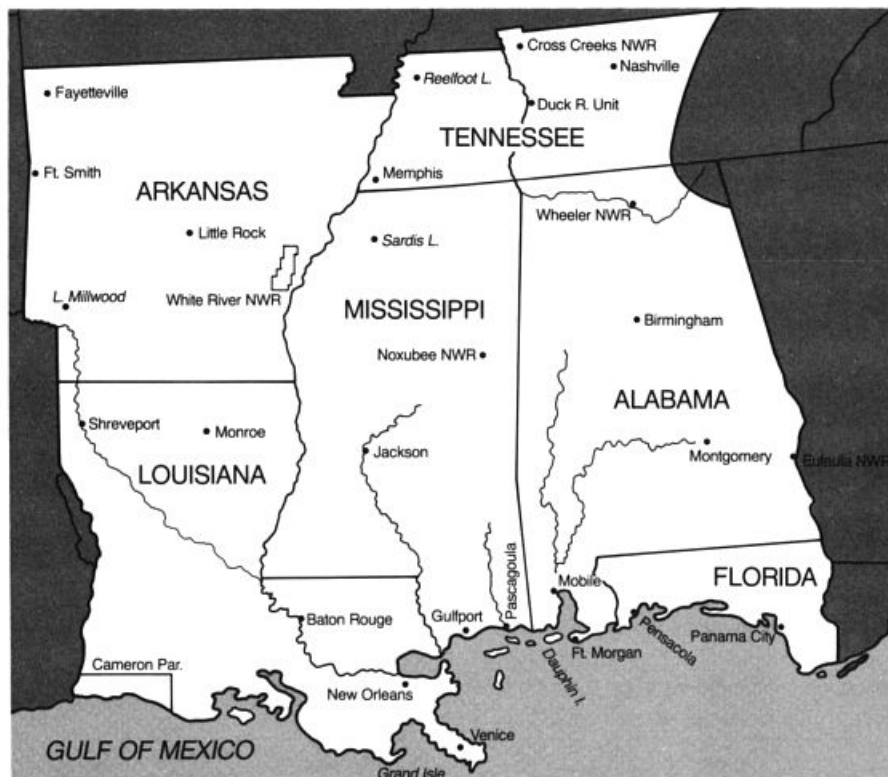 Cross Creeks NWR
Nashville
Reelfoot L.
Fayetteville
Duck R. Unit
TENNESSEE
Ft. Smith
Memphis
ARKANSAS
Wheeler NWR
Little Rock
Sardis L.
L. Millwood
White River NWR
MISSISSIPPI
Birmingham
Noxubee NWR
ALABAMA
Shreveport
Monroe
Jackson
Montgomery
Eufaula NWR
LOUISIANA
Pascagoula
Mobile
FLORIDA
Baton Rouge
Gulfport
Dauphin I.
Ft. Morgan
Pensacola
Panama City
Cameron Par.
New Orleans
Venice
GULF OF MEXICO
Grand Isle